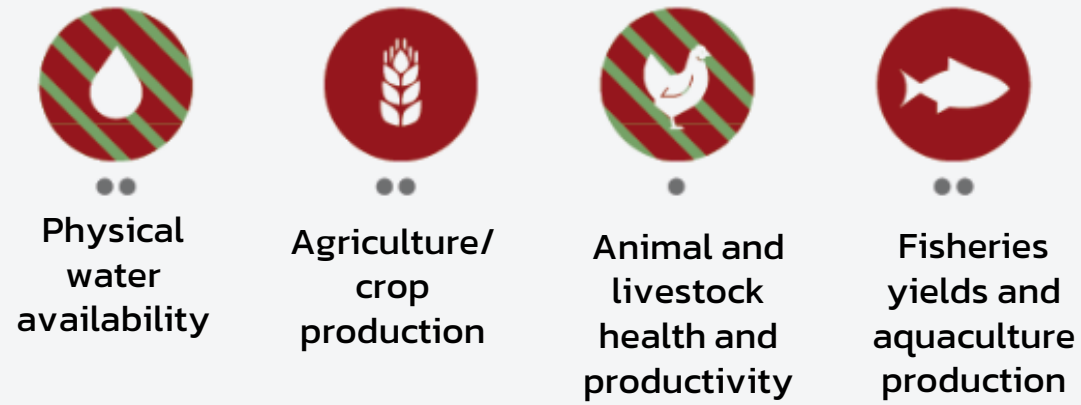 Physical
water
availability
Agriculture/
crop
production
Animal and
livestock
health and
productivity
Fisheries
yields and
aquaculture
production